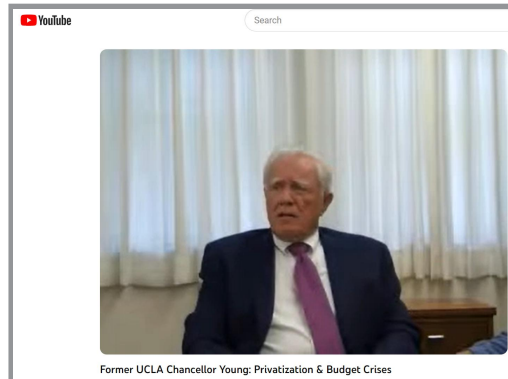 YouTube
Search
Former UCLA Chancellor Young: Privatization & Budget Crises